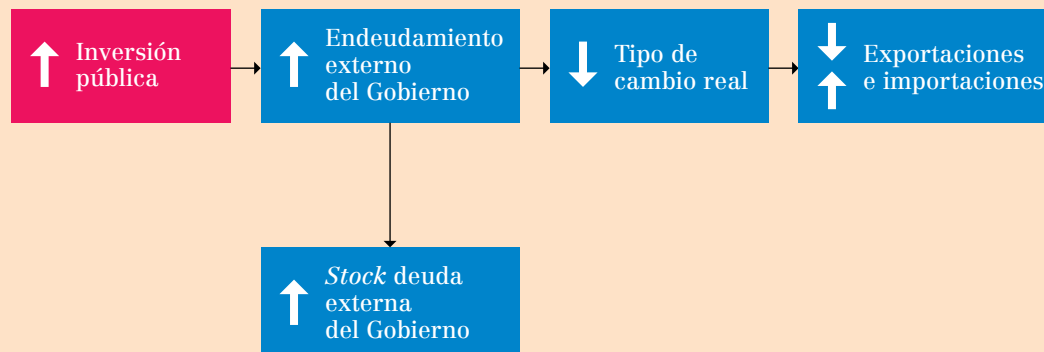 Inversión
pública
Endeudamiento
externo
del Gobierno
Tipo de
cambio real
Exportaciones
e importaciones
Stock deuda
externa
del Gobierno